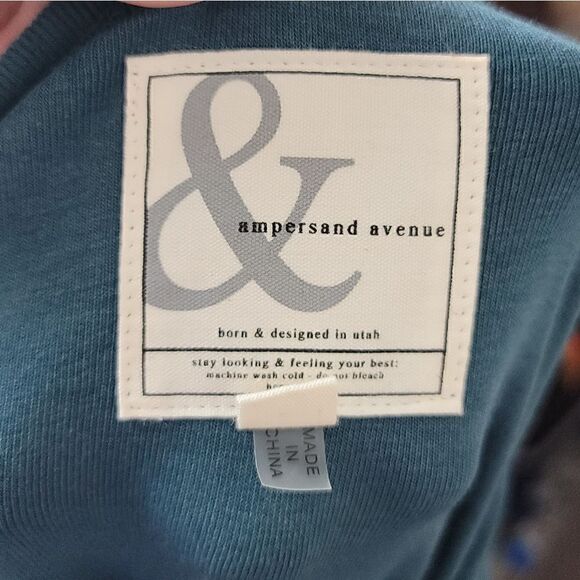 &
ampersand avenue
born & designed in utah
stay looking & feeling your best:
machine wash cold - do not bleach
MADE
IN
CHINA